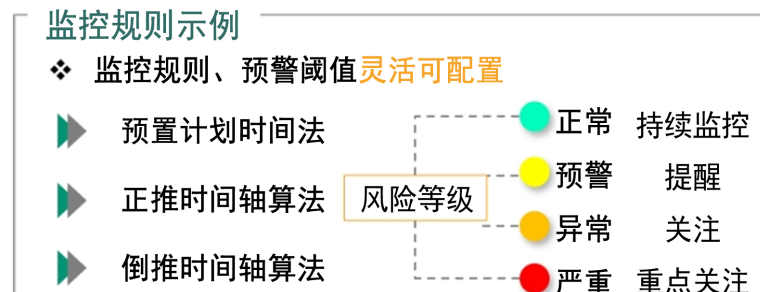 监控规则示例
监控规则、预警阈值灵活可配置
预置计划时间法
正推时间轴算法
倒推时间轴算法
风险等级
正常 持续监控
预警 提醒
异常 关注
严重 重点关注